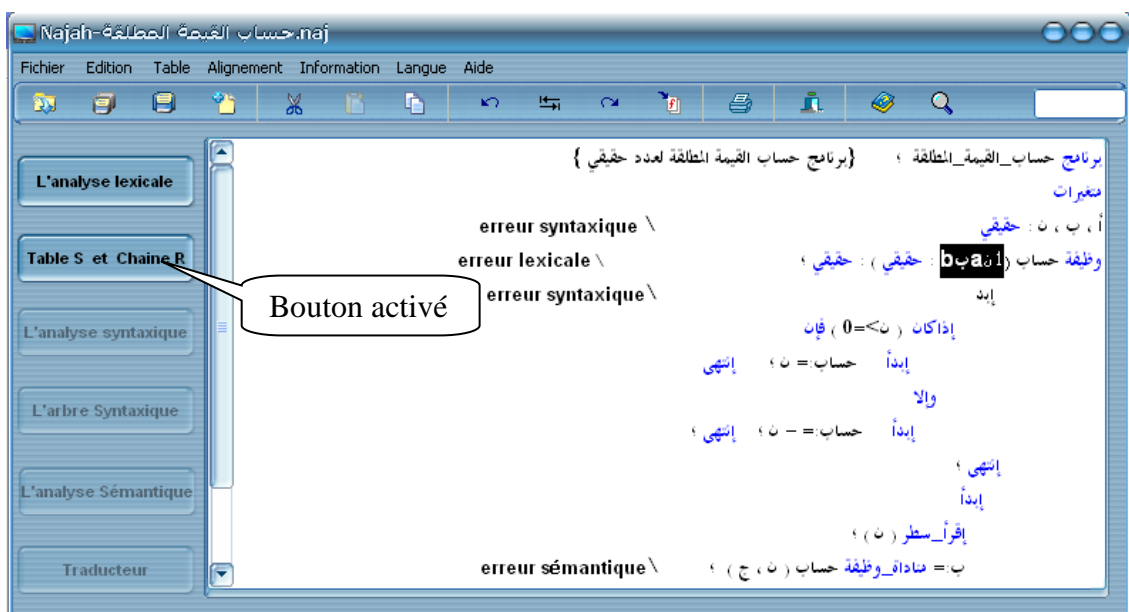 Najah-حساب القيمة المطلقة.naj
Fichier Edition Table Alignement Information Langue Aide
L'analyse lexicale
Table S et Chaine R
L'analyse syntaxique
L'arbre Syntaxique
L'analyse Sémantique
Traducteur
Bouton activé
برنامج حساب_القيمة_المطلقة ؛ {برنامج حساب القيمة المطلقة لعدد حقيقي }
متغيرات
أ ، ب ، ن : حقيقي \ erreur syntaxique
وظيفة حساب ( 1نaبb : حقيقي ) : حقيقي ؛ \ erreur lexicale
إبد \ erreur syntaxique
إذاكان ( ن>=0 ) فإن
إبدأ حساب:= ن ؛ إنتهى
وإلا
إبدأ حساب:= – ن ؛ إنتهى ؛
إنتهى ؛
إبدأ
إقرأ_سطر ( ن ) ؛
ب:= مناداة_وظيفة حساب ( ن ، ج ) ؛ \ erreur sémantique